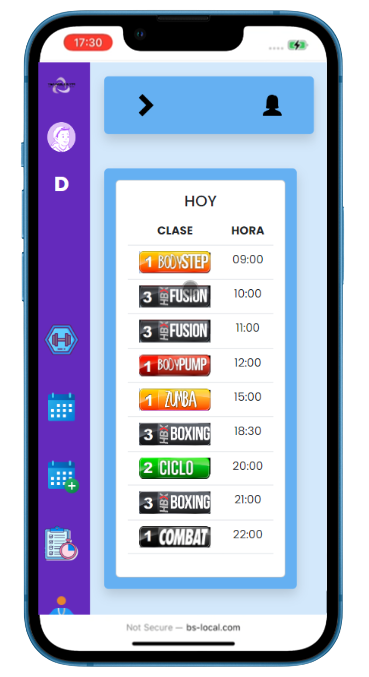 17:30
D
HOY
CLASE HORA
1 BODYSTEP 09:00
3 HBX FUSION 10:00
3 HBX FUSION 11:00
1 BODYPUMP 12:00
1 ZUMBA 15:00
3 HBX BOXING 18:30
2 CICLO 20:00
3 HBX BOXING 21:00
1 COMBAT 22:00
Not Secure — bs-local.com